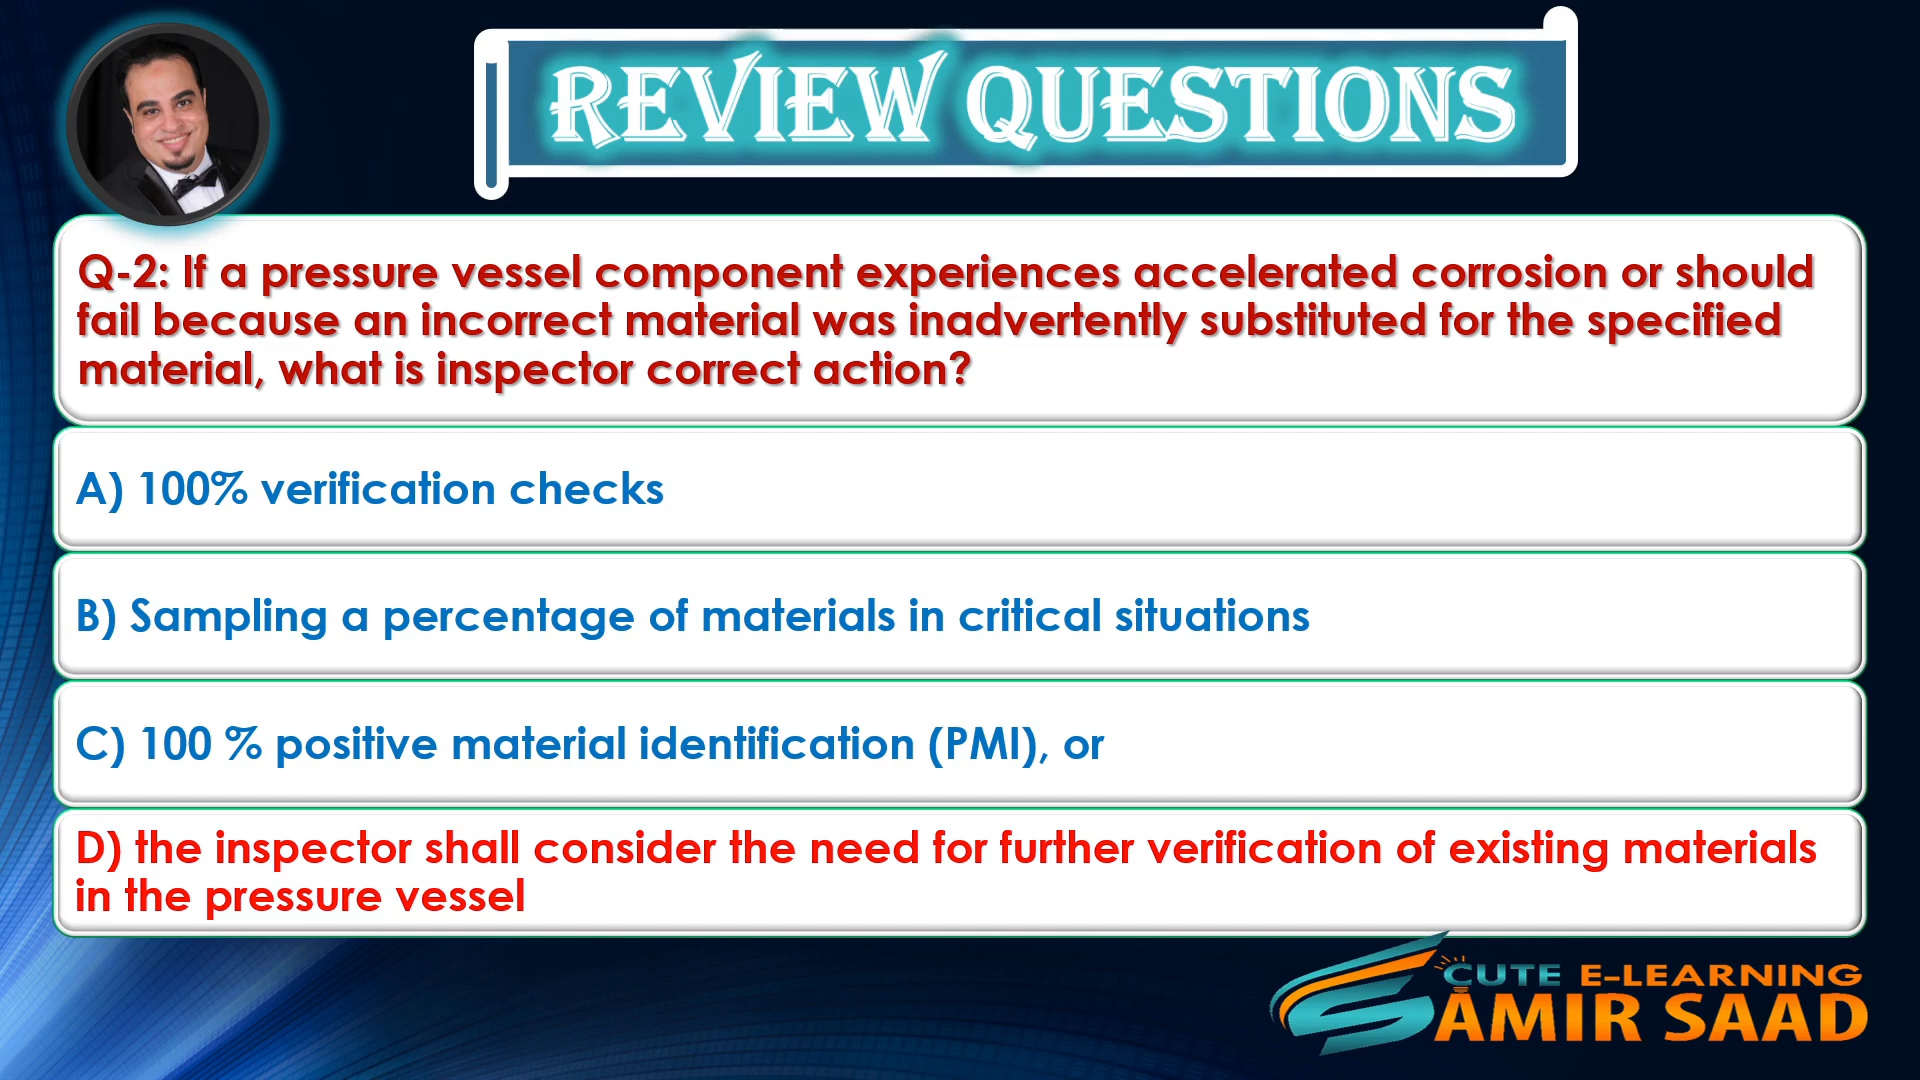 REVIEW QUESTIONS
Q-2: If a pressure vessel component experiences accelerated corrosion or should
fail because an incorrect material was inadvertently substituted for the specified
material, what is inspector correct action?
A) 100% verification checks
B) Sampling a percentage of materials in critical situations
C) 100 % positive material identification (PMI), or
D) the inspector shall consider the need for further verification of existing materials
in the pressure vessel
CUTE E-LEARNING
AMIR SAAD